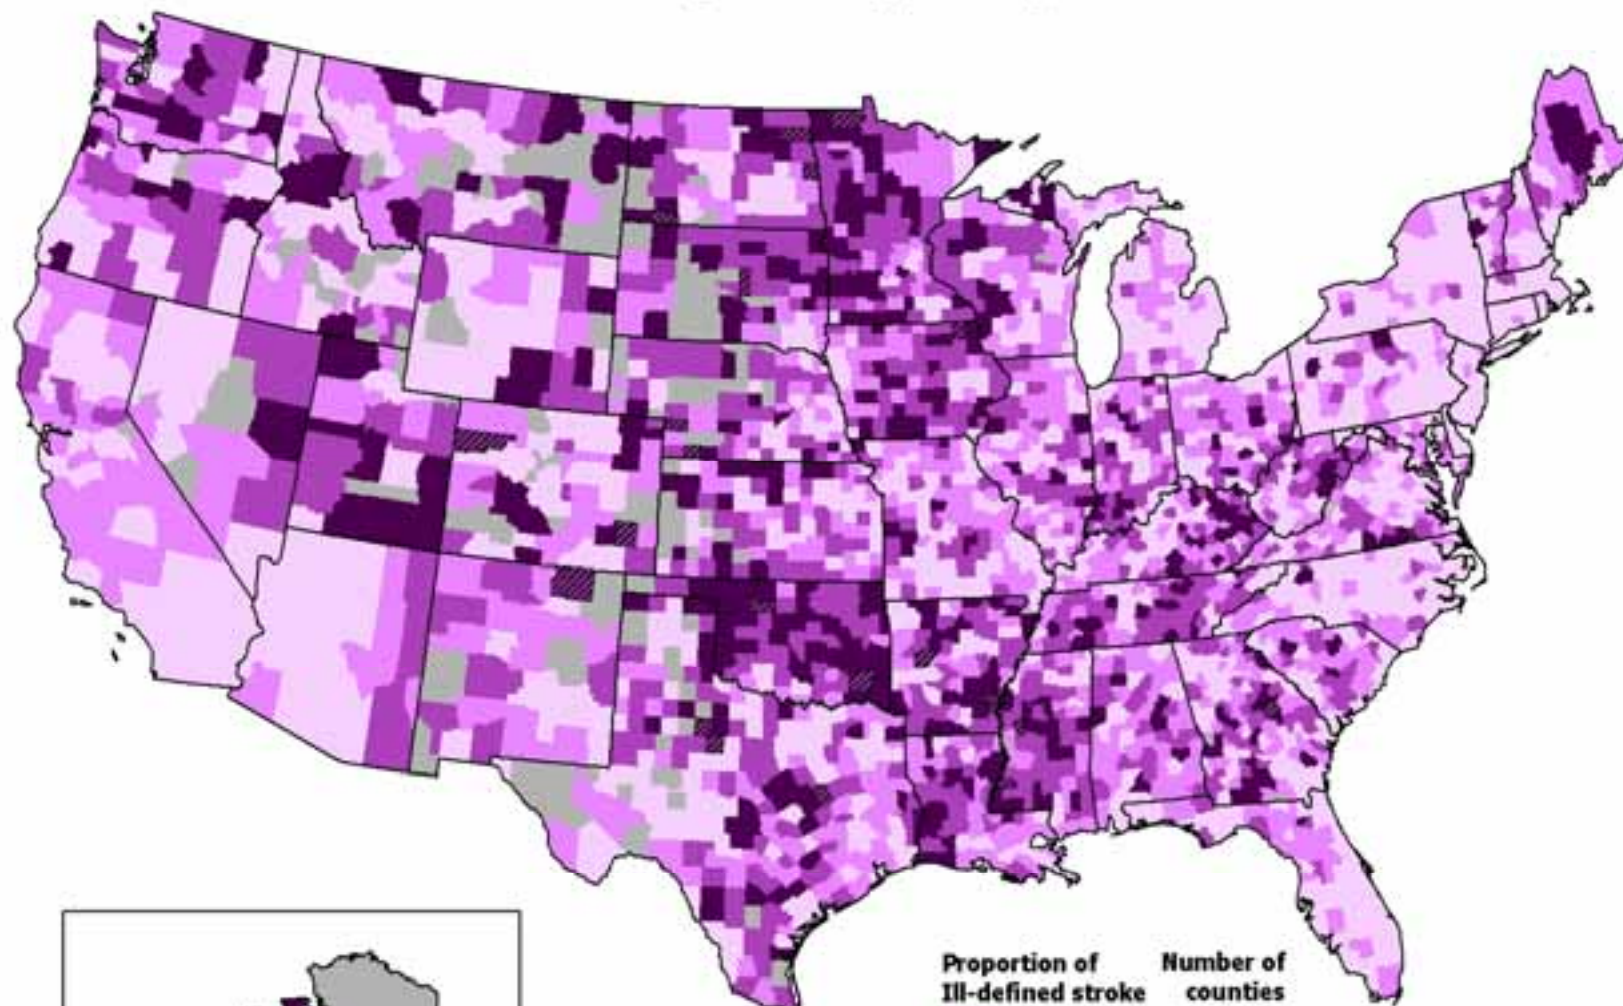 Proportion of Number of
Ill-defined stroke counties